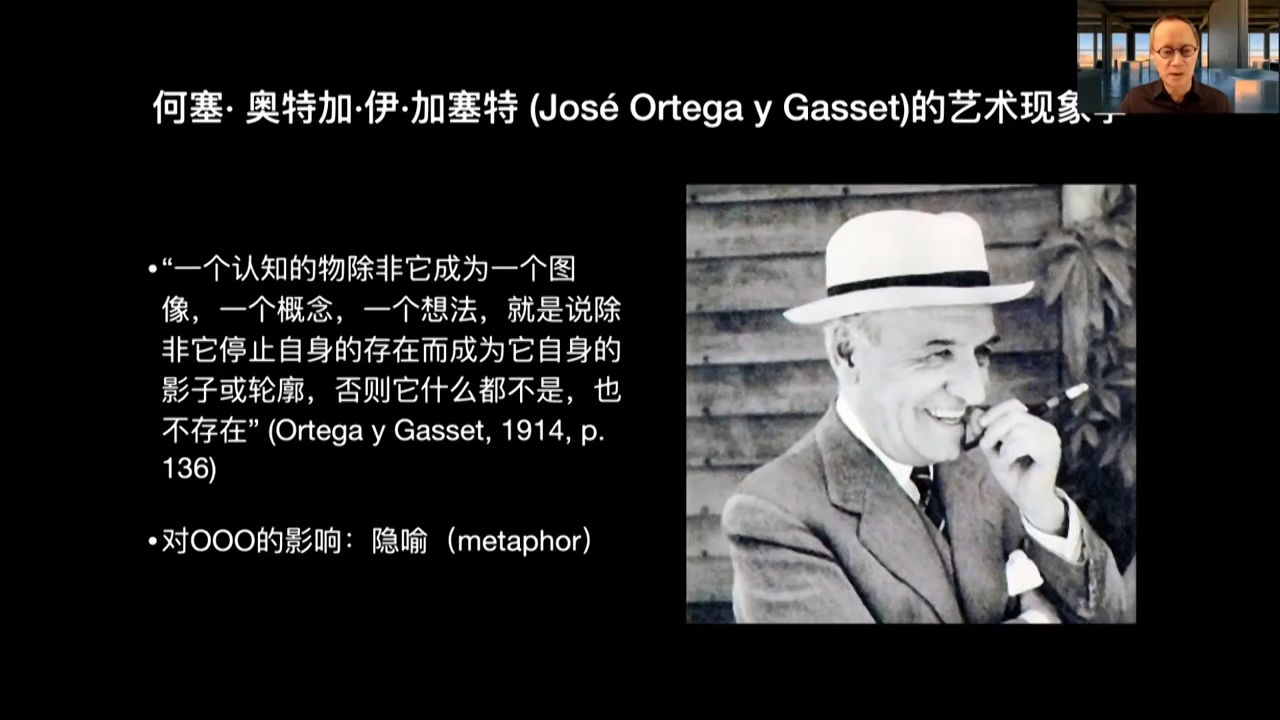 何塞· 奥特加·伊·加塞特 (José Ortega y Gasset)的艺术现象学
•“一个认知的物除非它成为一个图
像，一个概念，一个想法，就是说除
非它停止自身的存在而成为它自身的
影子或轮廓，否则它什么都不是，也
不存在” (Ortega y Gasset, 1914, p.
136)
•对OOO的影响：隐喻（metaphor）